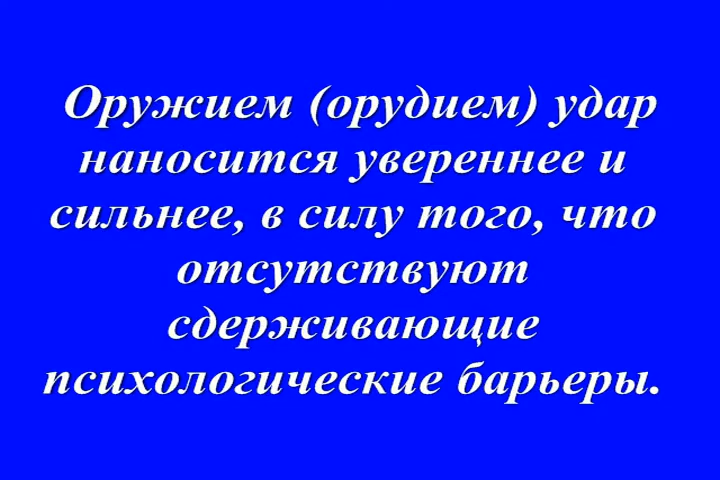 Оружием (орудием) удар
наносится увереннее и
сильнее, в силу того, что
отсутствуют
сдерживающие
психологические барьеры.